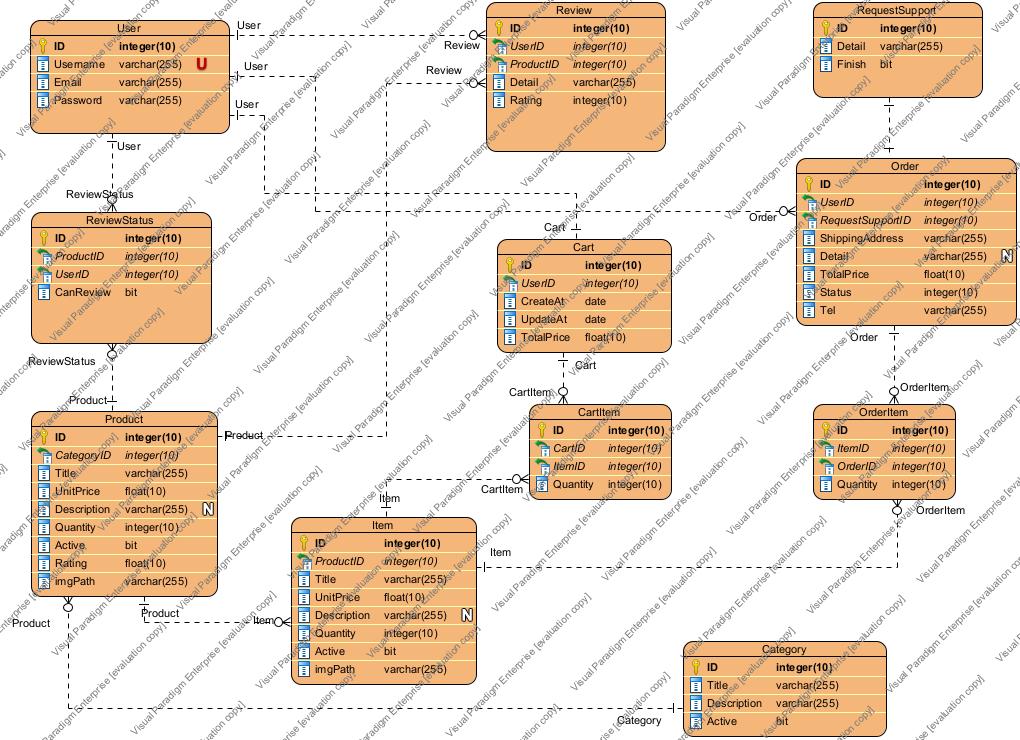 User
ID integer(10)
Username varchar(255) U
Email varchar(255)
Password varchar(255)
User
User
User
User
Review
Review
Review
ID integer(10)
UserID integer(10)
ProductID integer(10)
Detail varchar(255)
Rating integer(10)
RequestSupport
ID integer(10)
Detail varchar(255)
Finish bit
ReviewStatus
ReviewStatus
ID integer(10)
ProductID integer(10)
UserID integer(10)
CanReview bit
ReviewStatus
Order
Order
ID integer(10)
UserID integer(10)
RequestSupportID integer(10)
ShippingAddress varchar(255)
Detail varchar(255) N
TotalPrice float(10)
Status integer(10)
Tel varchar(255)
Order
Cart
Cart
ID integer(10)
UserID integer(10)
CreateAt date
UpdateAt date
TotalPrice float(10)
Cart
CartItem
CartItem
ID integer(10)
CartID integer(10)
ItemID integer(10)
Quantity integer(10)
CartItem
OrderItem
OrderItem
ID integer(10)
ItemID integer(10)
OrderID integer(10)
Quantity integer(10)
OrderItem
Product
Product
ID integer(10)
CategoryID integer(10)
Title varchar(255)
UnitPrice float(10)
Description varchar(255) N
Quantity integer(10)
Active bit
Rating float(10)
imgPath varchar(255)
Product
Product
Product
Item
Item
Item
Item
ID integer(10)
ProductID integer(10)
Title varchar(255)
UnitPrice float(10)
Description varchar(255) N
Quantity integer(10)
Active bit
imgPath varchar(255)
Category
Category
ID integer(10)
Title varchar(255)
Description varchar(255)
Active bit
Visual Paradigm Enterprise [evaluation copy]